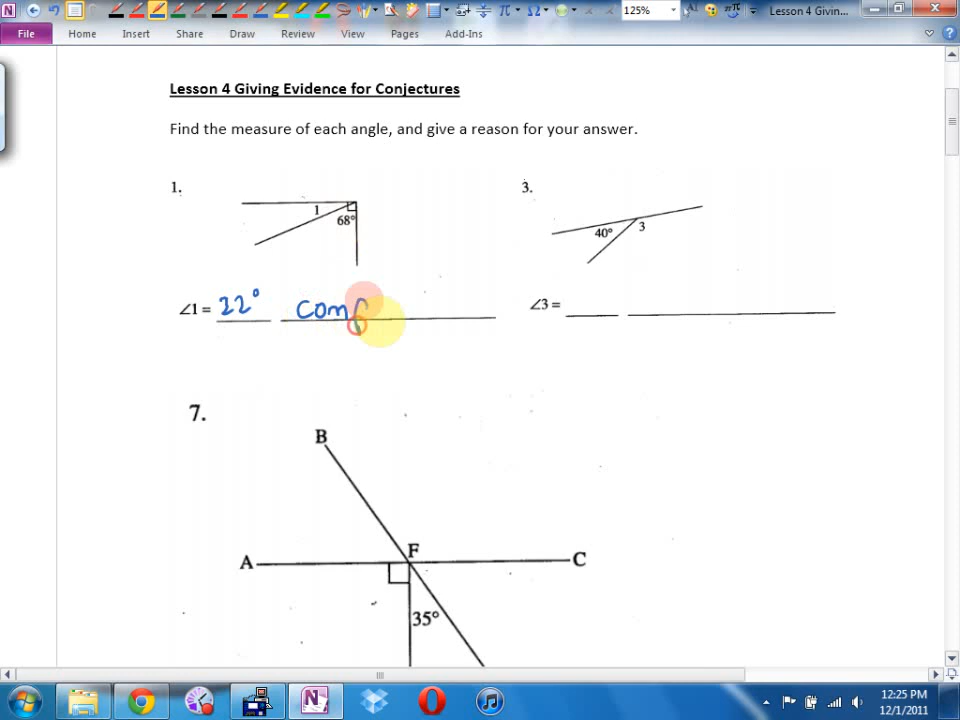 125%
Lesson 4 Givin...
File Home Insert Share Draw Review View Pages Add-Ins
Lesson 4 Giving Evidence for Conjectures
Find the measure of each angle, and give a reason for your answer.
1.
1
68°
∠1 = 22° com
3.
40° 3
∠3 =
7.
B
A F C
35°
12:25 PM
12/1/2011